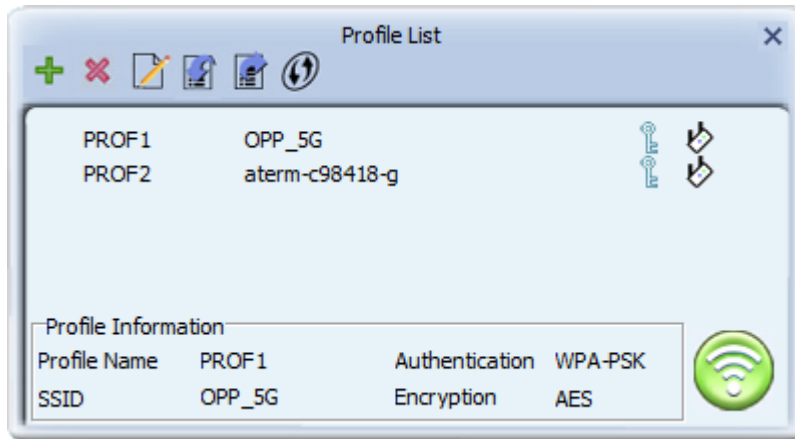 Profile List
PROF1 OPP_5G
PROF2 aterm-c98418-g
Profile Information
Profile Name PROF1 Authentication WPA-PSK
SSID OPP_5G Encryption AES